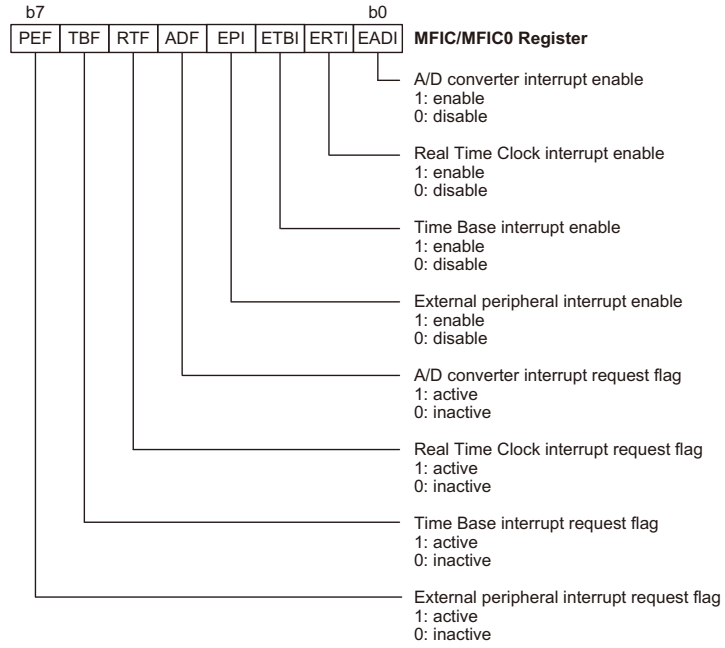 b7 b0
PEF TBF RTF ADF EPI ETBI ERTI EADI MFIC/MFIC0 Register
A/D converter interrupt enable
1: enable
0: disable
Real Time Clock interrupt enable
1: enable
0: disable
Time Base interrupt enable
1: enable
0: disable
External peripheral interrupt enable
1: enable
0: disable
A/D converter interrupt request flag
1: active
0: inactive
Real Time Clock interrupt request flag
1: active
0: inactive
Time Base interrupt request flag
1: active
0: inactive
External peripheral interrupt request flag
1: active
0: inactive